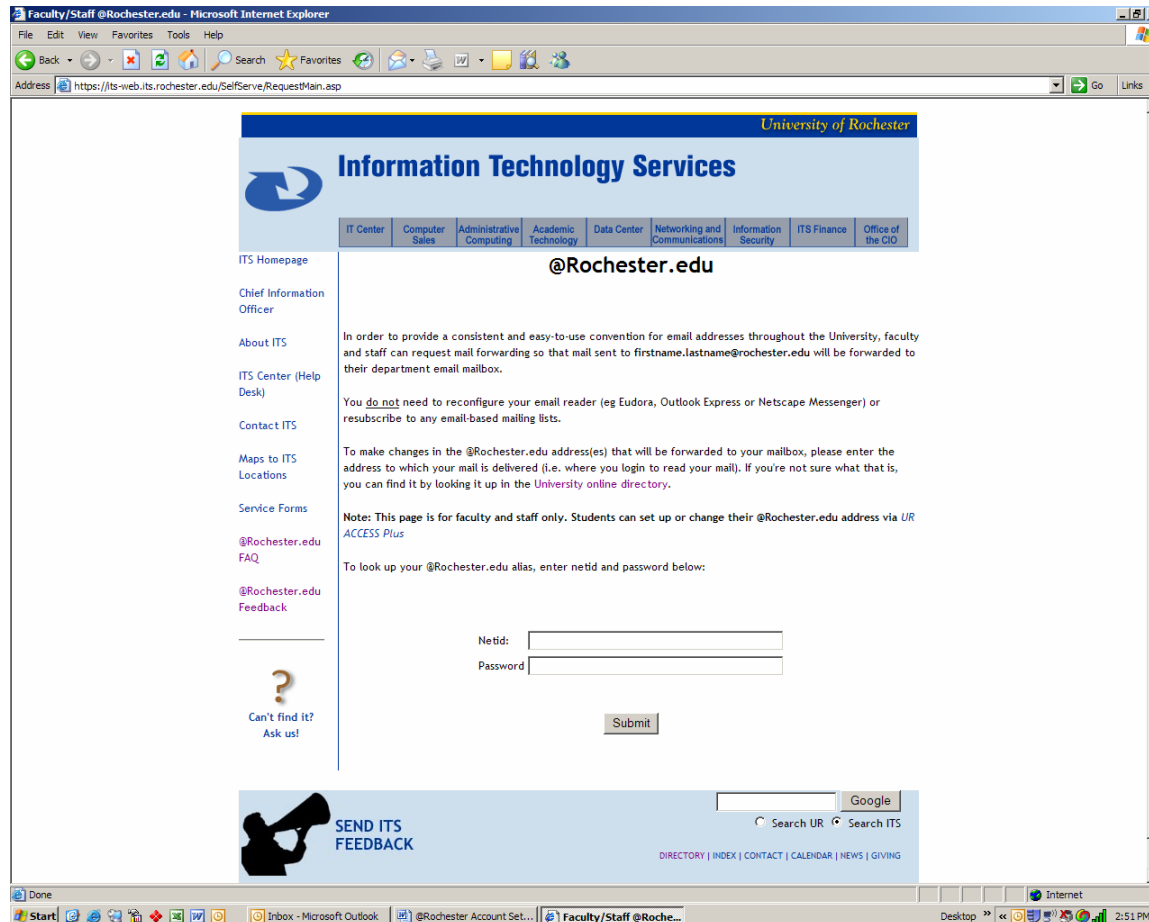 Faculty/Staff @Rochester.edu - Microsoft Internet Explorer
File Edit View Favorites Tools Help
Back Search Favorites
Address https://its-web.its.rochester.edu/SelfServe/RequestMain.asp Go Links
University of Rochester
Information Technology Services
IT Center Computer Sales Administrative Computing Academic Technology Data Center Networking and Communications Information Security ITS Finance Office of the CIO
ITS Homepage
Chief Information
Officer
About ITS
ITS Center (Help
Desk)
Contact ITS
Maps to ITS
Locations
Service Forms
@Rochester.edu
FAQ
@Rochester.edu
Feedback
?
Can't find it?
Ask us!
@Rochester.edu
In order to provide a consistent and easy-to-use convention for email addresses throughout the University, faculty
and staff can request mail forwarding so that mail sent to firstname.lastname@rochester.edu will be forwarded to
their department email mailbox.
You do not need to reconfigure your email reader (eg Eudora, Outlook Express or Netscape Messenger) or
resubscribe to any email-based mailing lists.
To make changes in the @Rochester.edu address(es) that will be forwarded to your mailbox, please enter the
address to which your mail is delivered (i.e. where you login to read your mail). If you're not sure what that is,
you can find it by looking it up in the University online directory.
Note: This page is for faculty and staff only. Students can set up or change their @Rochester.edu address via UR
ACCESS Plus
To look up your @Rochester.edu alias, enter netid and password below:
Netid:
Password
Submit
SEND ITS
FEEDBACK
Google
Search UR Search ITS
DIRECTORY | INDEX | CONTACT | CALENDAR | NEWS | GIVING
Done Internet
Start Inbox - Microsoft Outlook @Rochester Account Set... Faculty/Staff @Roche... Desktop » « 2:51 PM